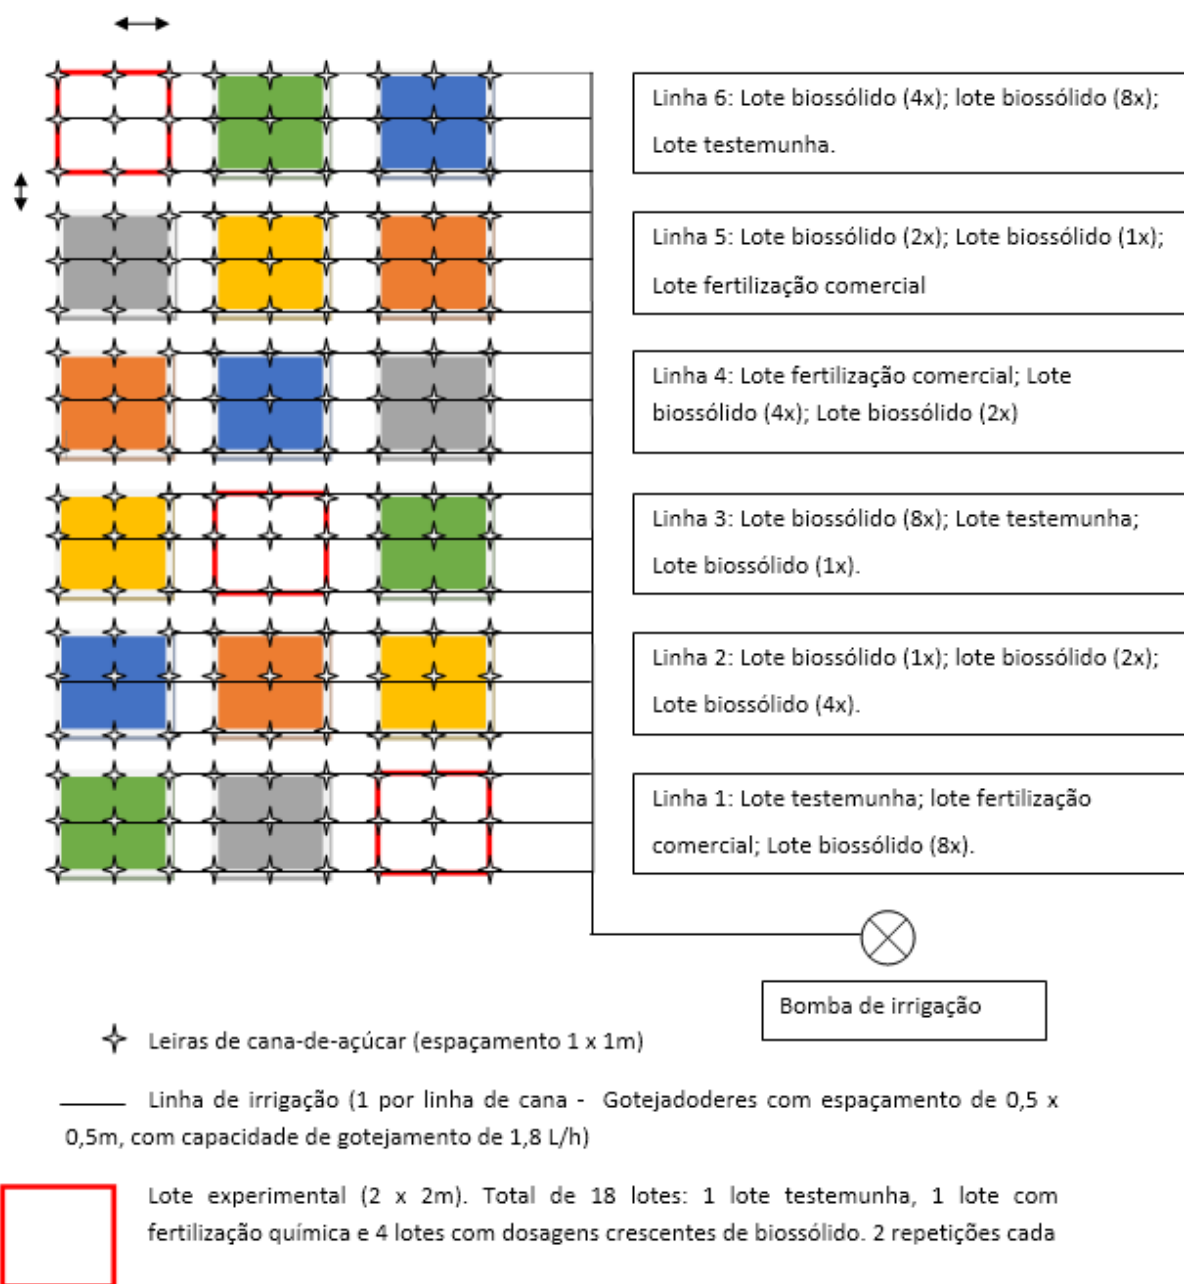 Linha 6: Lote biossólido (4x); lote biossólido (8x);
Lote testemunha.
Linha 5: Lote biossólido (2x); Lote biossólido (1x);
Lote fertilização comercial
Linha 4: Lote fertilização comercial; Lote
biossólido (4x); Lote biossólido (2x)
Linha 3: Lote biossólido (8x); Lote testemunha;
Lote biossólido (1x).
Linha 2: Lote biossólido (1x); lote biossólido (2x);
Lote biossólido (4x).
Linha 1: Lote testemunha; lote fertilização
comercial; Lote biossólido (8x).
Bomba de irrigação
Leiras de cana-de-açúcar (espaçamento 1 x 1m)
Linha de irrigação (1 por linha de cana - Gotejadoderes com espaçamento de 0,5 x
0,5m, com capacidade de gotejamento de 1,8 L/h)
Lote experimental (2 x 2m). Total de 18 lotes: 1 lote testemunha, 1 lote com
fertilização química e 4 lotes com dosagens crescentes de biossólido. 2 repetições cada